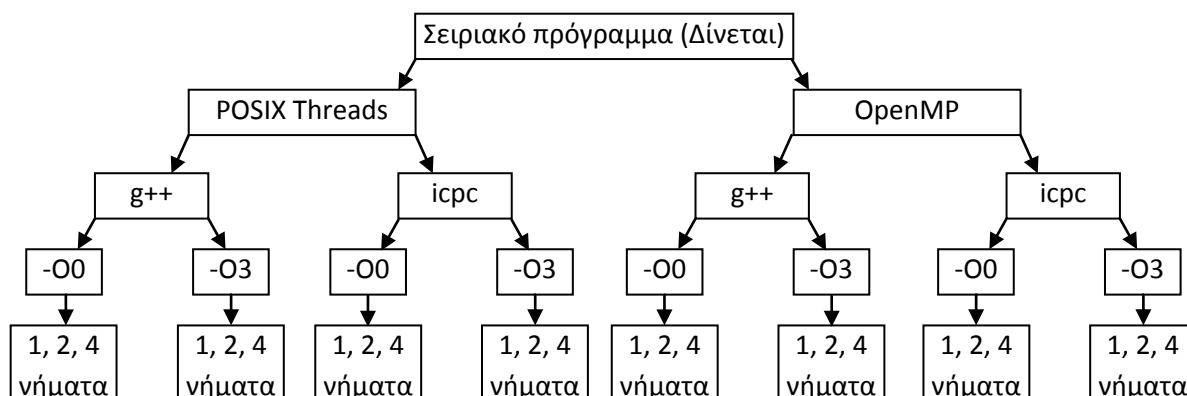 Σειριακό πρόγραμμα (Δίνεται)
POSIX Threads
OpenMP
g++
icpc
g++
icpc
-O0
-O3
-O0
-O3
-O0
-O3
-O0
-O3
1, 2, 4
νήματα
1, 2, 4
νήματα
1, 2, 4
νήματα
1, 2, 4
νήματα
1, 2, 4
νήματα
1, 2, 4
νήματα
1, 2, 4
νήματα
1, 2, 4
νήματα